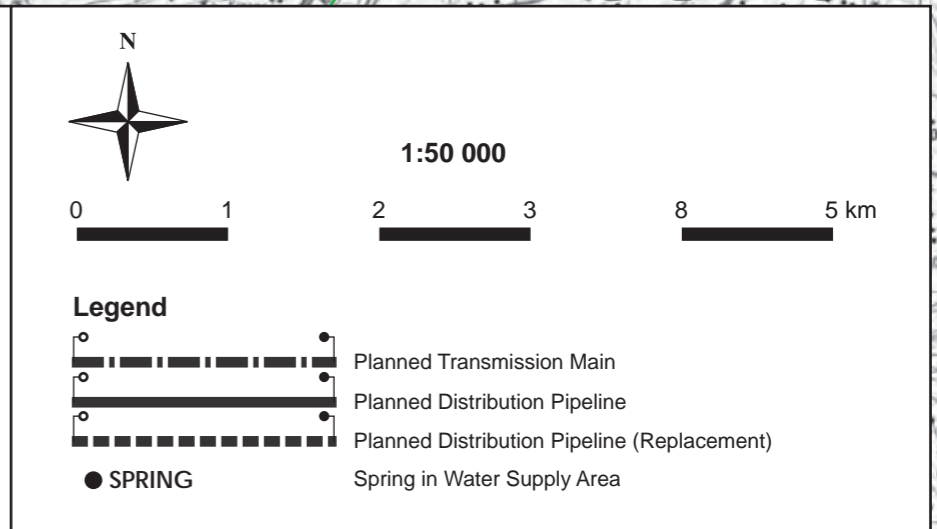 N
1:50 000
0 1 2 3 8 5 km
Legend
Planned Transmission Main
Planned Distribution Pipeline
Planned Distribution Pipeline (Replacement)
SPRING Spring in Water Supply Area